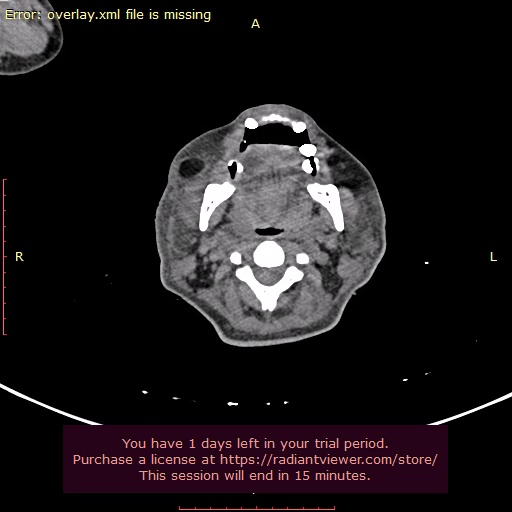 Error: overlay.xml file is missing
A
R
L
You have 1 days left in your trial period.
Purchase a license at https://radiantviewer.com/store/
This session will end in 15 minutes.